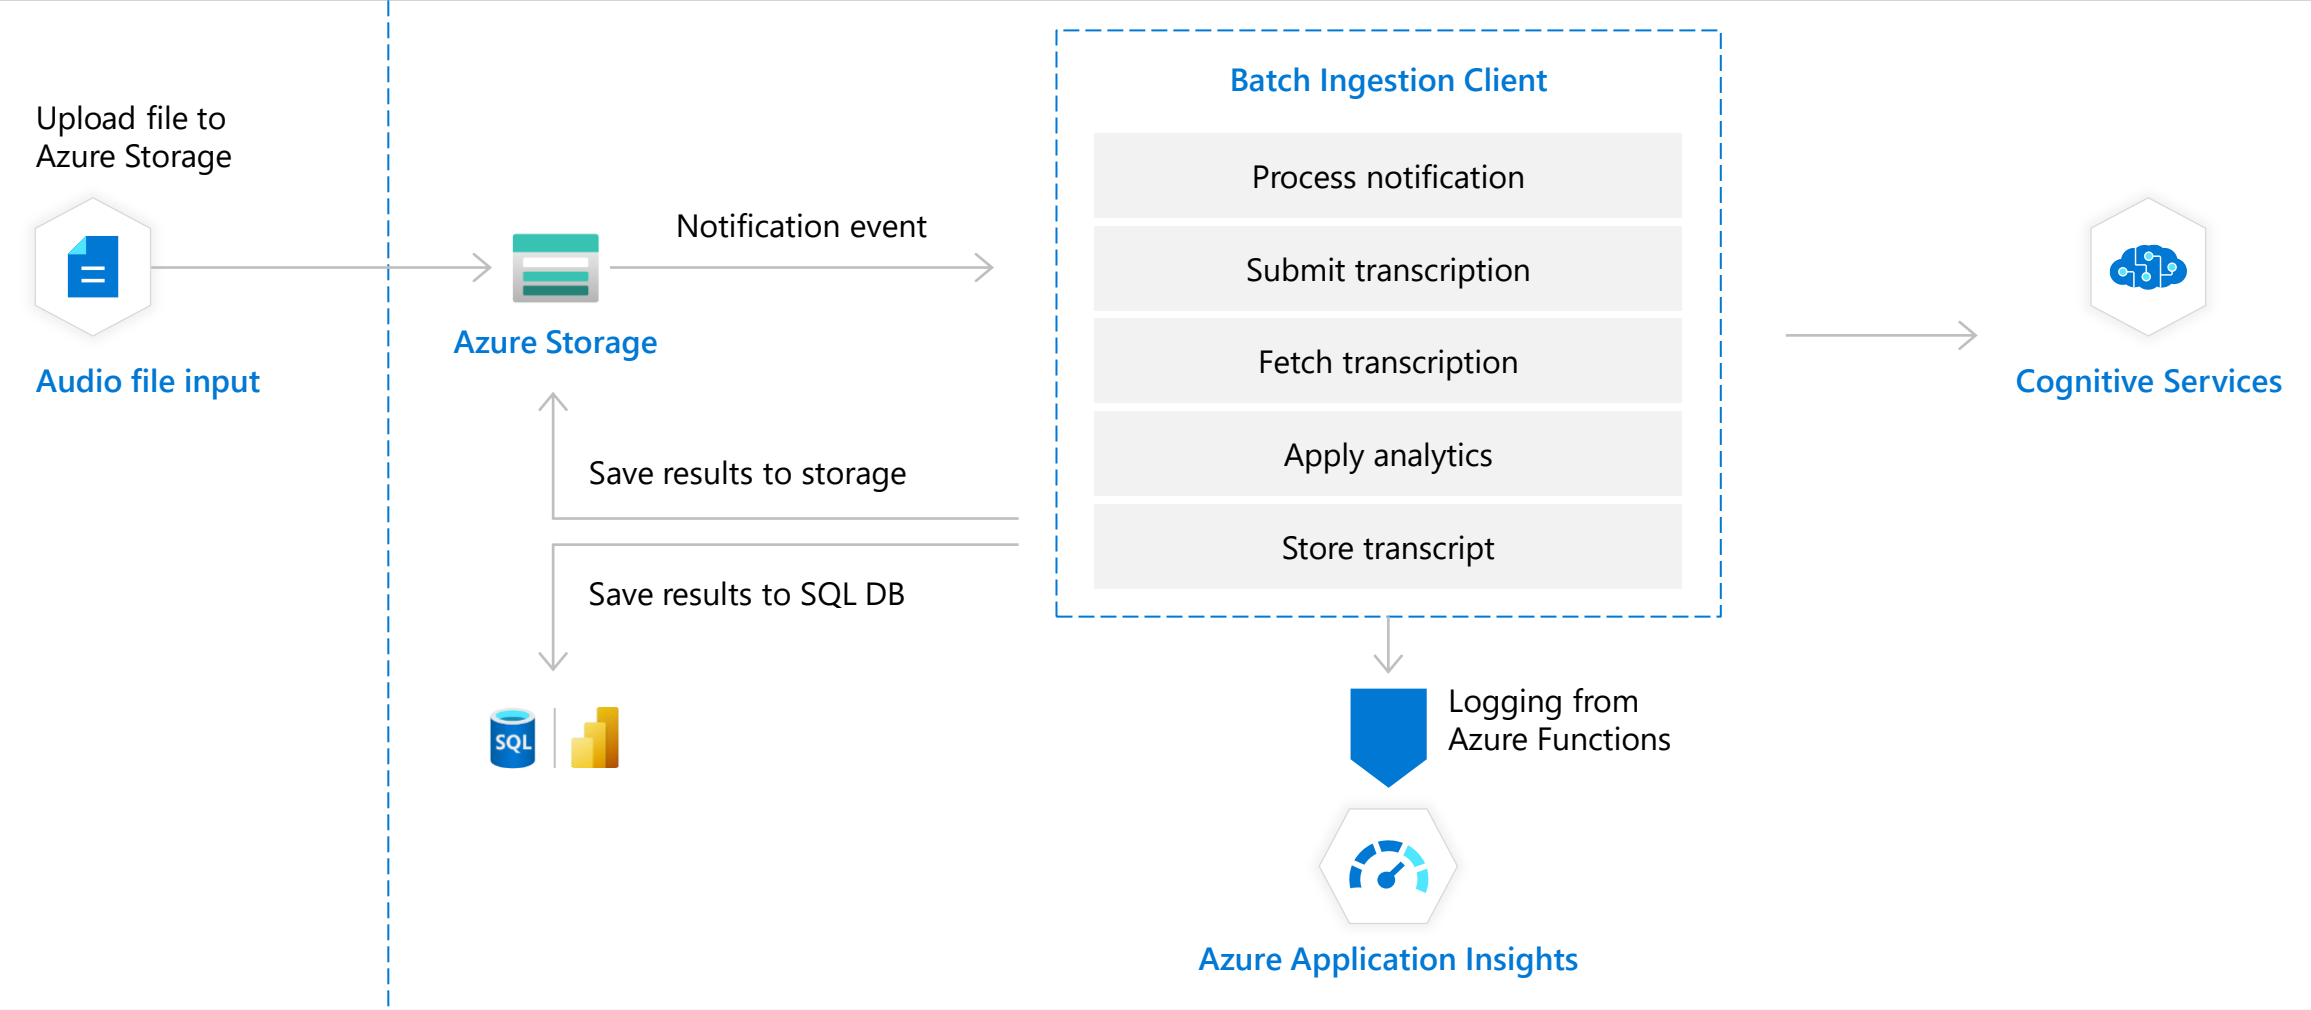 Upload file to
Azure Storage
Audio file input
Azure Storage
Notification event
Save results to storage
Save results to SQL DB
SQL
Batch Ingestion Client
Process notification
Submit transcription
Fetch transcription
Apply analytics
Store transcript
Logging from
Azure Functions
Azure Application Insights
Cognitive Services